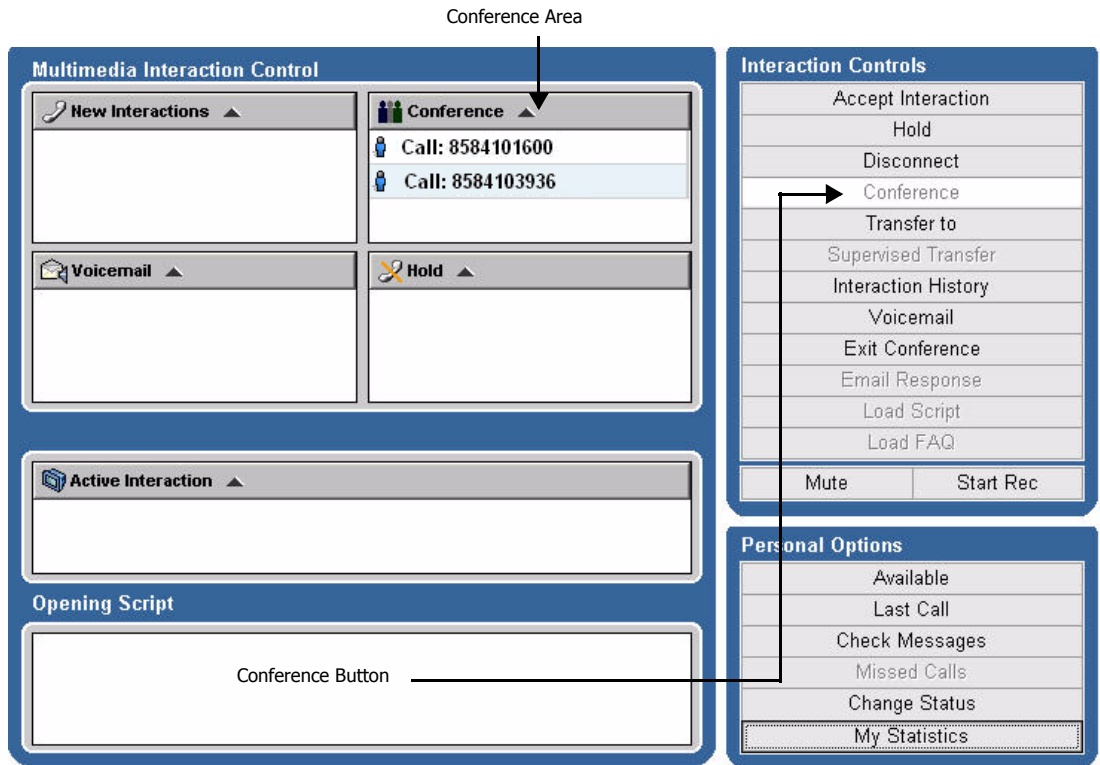 Conference Area
Multimedia Interaction Control
New Interactions
Conference
Call: 8584101600
Call: 8584103936
Voicemail
Hold
Active Interaction
Opening Script
Conference Button
Interaction Controls
Accept Interaction
Hold
Disconnect
Conference
Transfer to
Supervised Transfer
Interaction History
Voicemail
Exit Conference
Email Response
Load Script
Load FAQ
Mute
Start Rec
Personal Options
Available
Last Call
Check Messages
Missed Calls
Change Status
My Statistics